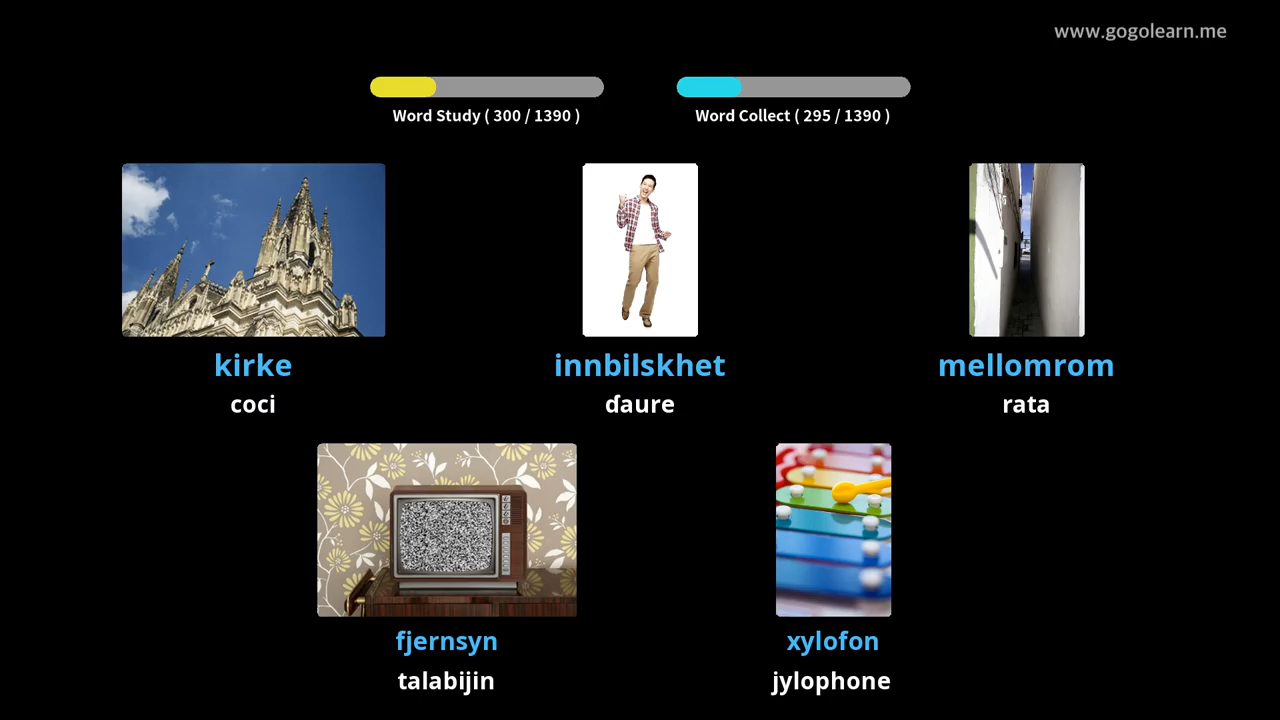 www.gogolearn.me
Word Study ( 300 / 1390 )
Word Collect ( 295 / 1390 )
kirke
coci
innbilskhet
ɗaure
mellomrom
rata
fjernsyn
talabijin
xylofon
jylophone